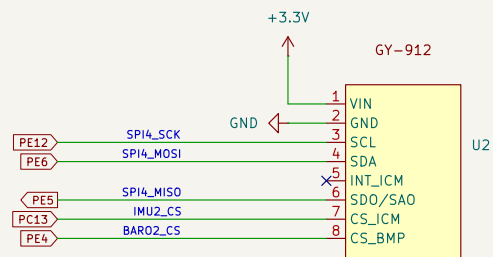 +3.3V
GY-912
1 VIN
GND 2 GND
U2
PE12 SPI4_SCK 3 SCL
PE6 SPI4_MOSI 4 SDA
5 INT_ICM
PE5 SPI4_MISO 6 SDO/SAO
PC13 IMU2_CS 7 CS_ICM
PE4 BARO2_CS 8 CS_BMP